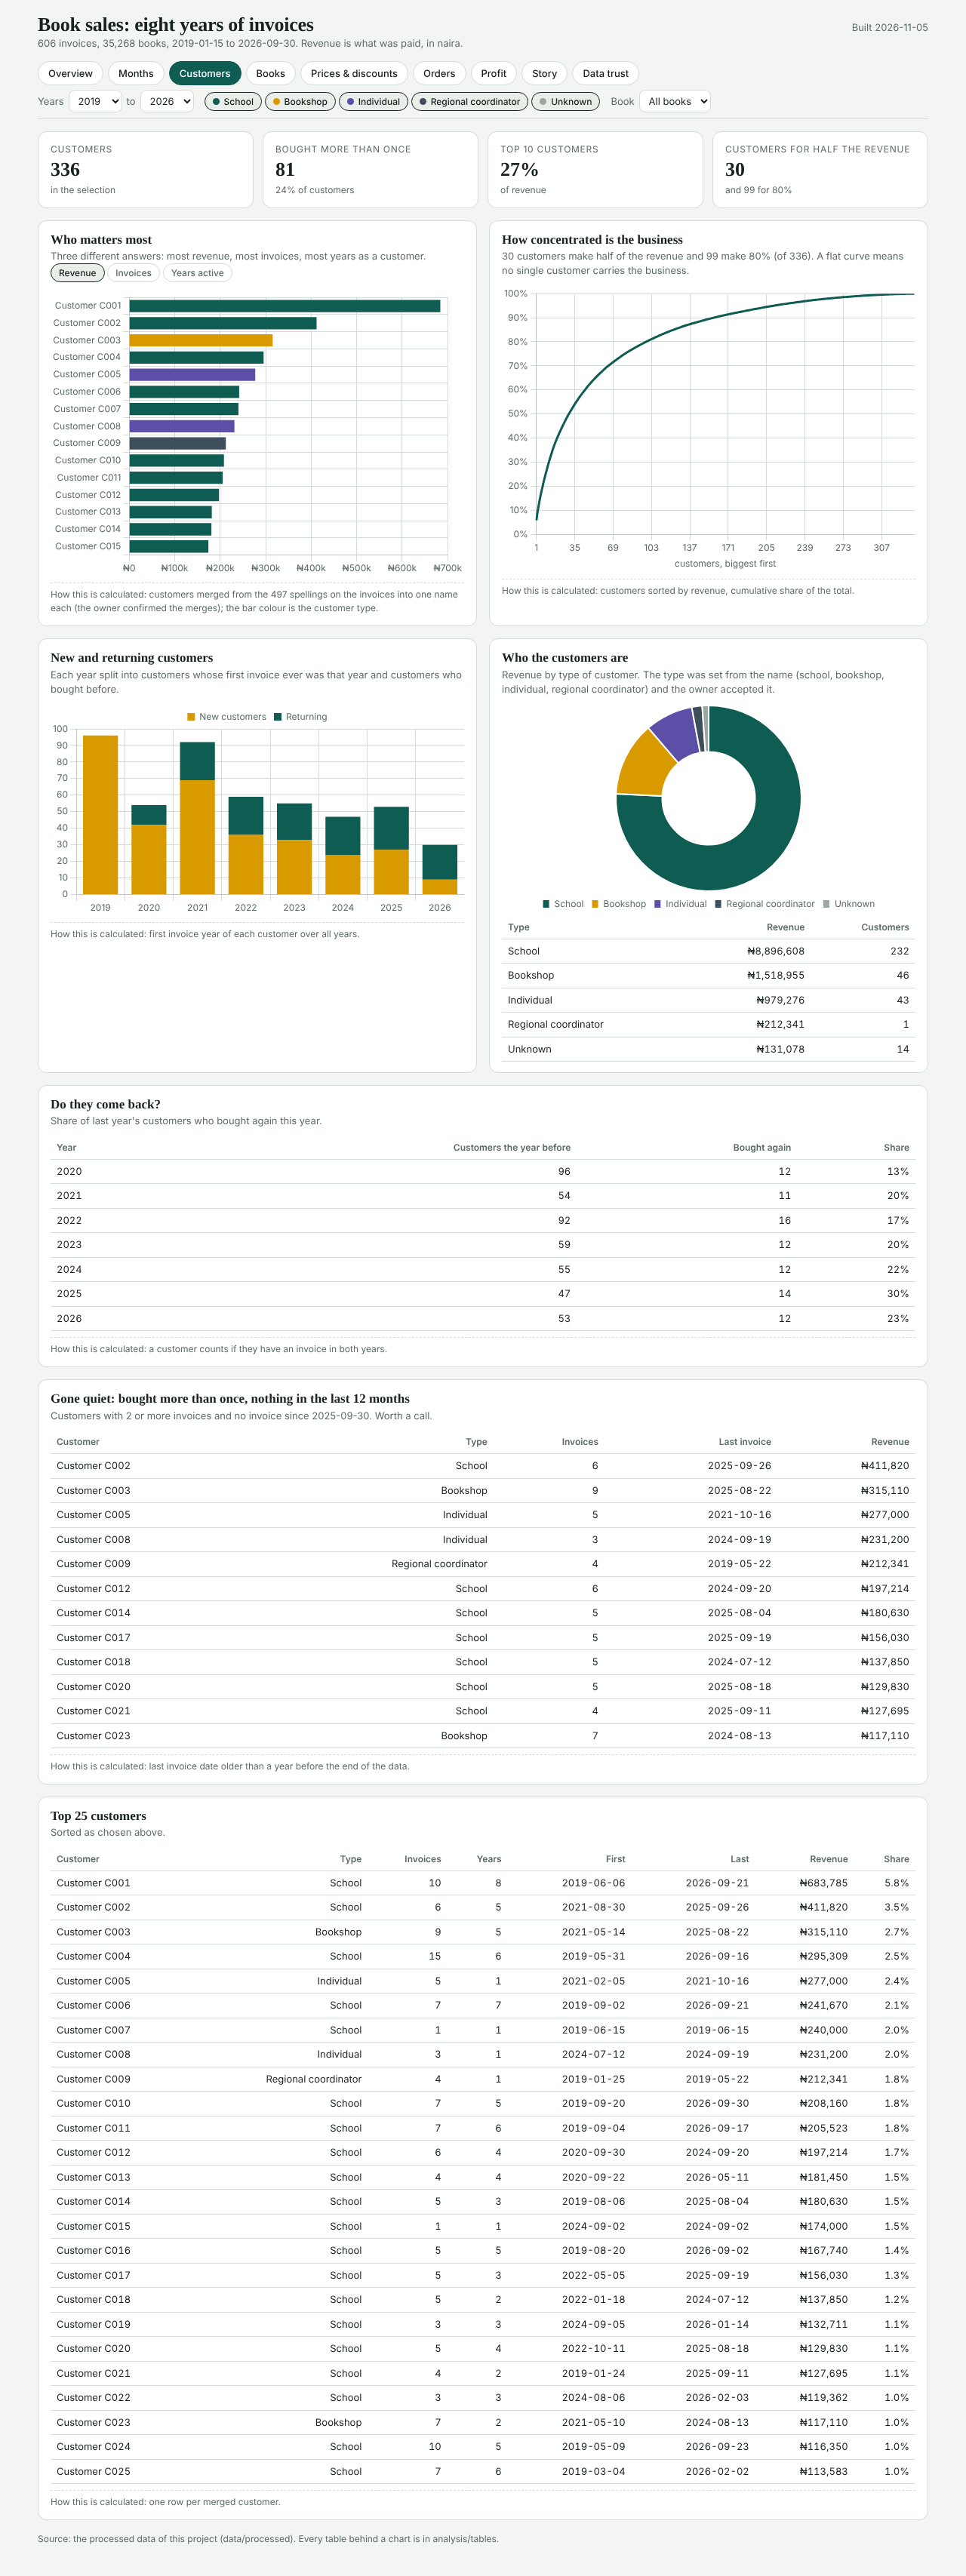 Book sales: eight years of invoices
Built 2026-11-05
606 invoices, 35,268 books, 2019-01-15 to 2026-09-30. Revenue is what was paid, in naira.
Overview Months Customers Books Prices & discounts Orders Profit Story Data trust
Years 2019 to 2026 School Bookshop Individual Regional coordinator Unknown Book All books
CUSTOMERS
336
in the selection
BOUGHT MORE THAN ONCE
81
24% of customers
TOP 10 CUSTOMERS
27%
of revenue
CUSTOMERS FOR HALF THE REVENUE
30
and 99 for 80%
Who matters most
Three different answers: most revenue, most invoices, most years as a customer.
Revenue Invoices Years active
Customer C001
Customer C002
Customer C003
Customer C004
Customer C005
Customer C006
Customer C007
Customer C008
Customer C009
Customer C010
Customer C011
Customer C012
Customer C013
Customer C014
Customer C015
₦0 ₦100k ₦200k ₦300k ₦400k ₦500k ₦600k ₦700k
How this is calculated: customers merged from the 497 spellings on the invoices into one name
each (the owner confirmed the merges); the bar colour is the customer type.
How concentrated is the business
30 customers make half of the revenue and 99 make 80% (of 336). A flat curve means
no single customer carries the business.
100%
90%
80%
70%
60%
50%
40%
30%
20%
10%
0%
1 35 69 103 137 171 205 239 273 307
customers, biggest first
How this is calculated: customers sorted by revenue, cumulative share of the total.
New and returning customers
Each year split into customers whose first invoice ever was that year and customers who
bought before.
New customers Returning
100
90
80
70
60
50
40
30
20
10
0
2019 2020 2021 2022 2023 2024 2025 2026
How this is calculated: first invoice year of each customer over all years.
Who the customers are
Revenue by type of customer. The type was set from the name (school, bookshop,
individual, regional coordinator) and the owner accepted it.
School Bookshop Individual Regional coordinator Unknown
Type Revenue Customers
School ₦8,896,608 232
Bookshop ₦1,518,955 46
Individual ₦979,276 43
Regional coordinator ₦212,341 1
Unknown ₦131,078 14
Do they come back?
Share of last year's customers who bought again this year.
Year Customers the year before Bought again Share
2020 96 12 13%
2021 54 11 20%
2022 92 16 17%
2023 59 12 20%
2024 55 12 22%
2025 47 14 30%
2026 53 12 23%
How this is calculated: a customer counts if they have an invoice in both years.
Gone quiet: bought more than once, nothing in the last 12 months
Customers with 2 or more invoices and no invoice since 2025-09-30. Worth a call.
Customer Type Invoices Last invoice Revenue
Customer C002 School 6 2025-09-26 ₦411,820
Customer C003 Bookshop 9 2025-08-22 ₦315,110
Customer C005 Individual 5 2021-10-16 ₦277,000
Customer C008 Individual 3 2024-09-19 ₦231,200
Customer C009 Regional coordinator 4 2019-05-22 ₦212,341
Customer C012 School 6 2024-09-20 ₦197,214
Customer C014 School 5 2025-08-04 ₦180,630
Customer C017 School 5 2025-09-19 ₦156,030
Customer C018 School 5 2024-07-12 ₦137,850
Customer C020 School 5 2025-08-18 ₦129,830
Customer C021 School 4 2025-09-11 ₦127,695
Customer C023 Bookshop 7 2024-08-13 ₦117,110
How this is calculated: last invoice date older than a year before the end of the data.
Top 25 customers
Sorted as chosen above.
Customer Type Invoices Years First Last Revenue Share
Customer C001 School 10 8 2019-06-06 2026-09-21 ₦683,785 5.8%
Customer C002 School 6 5 2021-08-30 2025-09-26 ₦411,820 3.5%
Customer C003 Bookshop 9 5 2021-05-14 2025-08-22 ₦315,110 2.7%
Customer C004 School 15 6 2019-05-31 2026-09-16 ₦295,309 2.5%
Customer C005 Individual 5 1 2021-02-05 2021-10-16 ₦277,000 2.4%
Customer C006 School 7 7 2019-09-02 2026-09-21 ₦241,670 2.1%
Customer C007 School 1 1 2019-06-15 2019-06-15 ₦240,000 2.0%
Customer C008 Individual 3 1 2024-07-12 2024-09-19 ₦231,200 2.0%
Customer C009 Regional coordinator 4 1 2019-01-25 2019-05-22 ₦212,341 1.8%
Customer C010 School 7 5 2019-09-20 2026-09-30 ₦208,160 1.8%
Customer C011 School 7 6 2019-09-04 2026-09-17 ₦205,523 1.8%
Customer C012 School 6 4 2020-09-30 2024-09-20 ₦197,214 1.7%
Customer C013 School 4 4 2020-09-22 2026-05-11 ₦181,450 1.5%
Customer C014 School 5 3 2019-08-06 2025-08-04 ₦180,630 1.5%
Customer C015 School 1 1 2024-09-02 2024-09-02 ₦174,000 1.5%
Customer C016 School 5 5 2019-08-20 2026-09-02 ₦167,740 1.4%
Customer C017 School 5 3 2022-05-05 2025-09-19 ₦156,030 1.3%
Customer C018 School 5 2 2022-01-18 2024-07-12 ₦137,850 1.2%
Customer C019 School 3 3 2024-09-05 2026-01-14 ₦132,711 1.1%
Customer C020 School 5 4 2022-10-11 2025-08-18 ₦129,830 1.1%
Customer C021 School 4 2 2019-01-24 2025-09-11 ₦127,695 1.1%
Customer C022 School 3 3 2024-08-06 2026-02-03 ₦119,362 1.0%
Customer C023 Bookshop 7 2 2021-05-10 2024-08-13 ₦117,110 1.0%
Customer C024 School 10 5 2019-05-09 2026-09-23 ₦116,350 1.0%
Customer C025 School 7 6 2019-03-04 2026-02-02 ₦113,583 1.0%
How this is calculated: one row per merged customer.
Source: the processed data of this project (data/processed). Every table behind a chart is in analysis/tables.